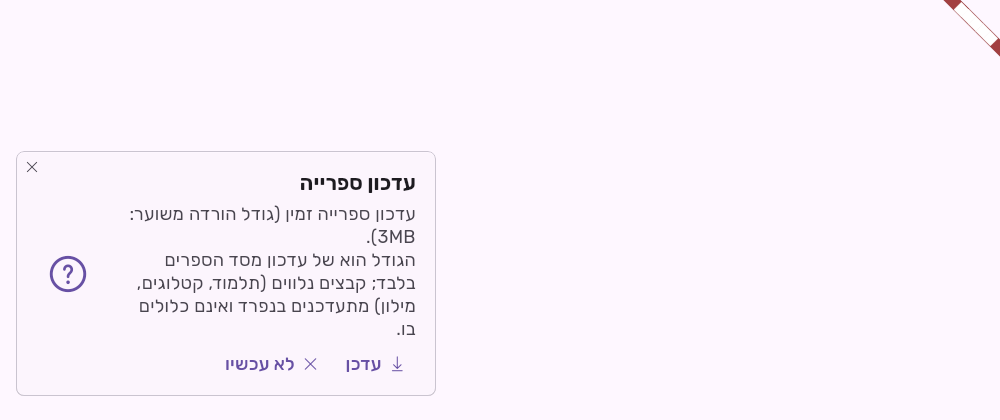 עדכון ספרייה
עדכון ספרייה זמין (גודל הורדה משוער:
3MB).
הגודל הוא של עדכון מסד הספרים
בלבד; קבצים נלווים (תלמוד, קטלוגים,
מילון) מתעדכנים בנפרד ואינם כלולים
בו.
עדכן
לא עכשיו